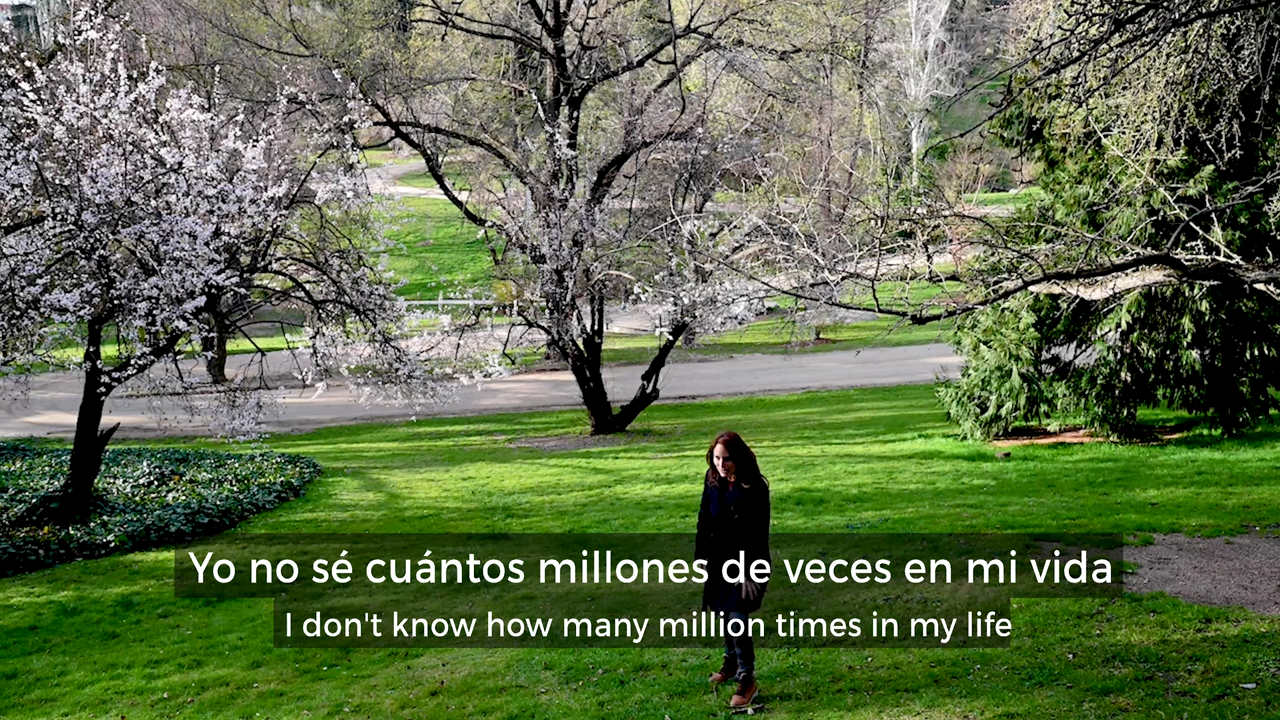 Yo no sé cuántos millones de veces en mi vida
I don't know how many million times in my life